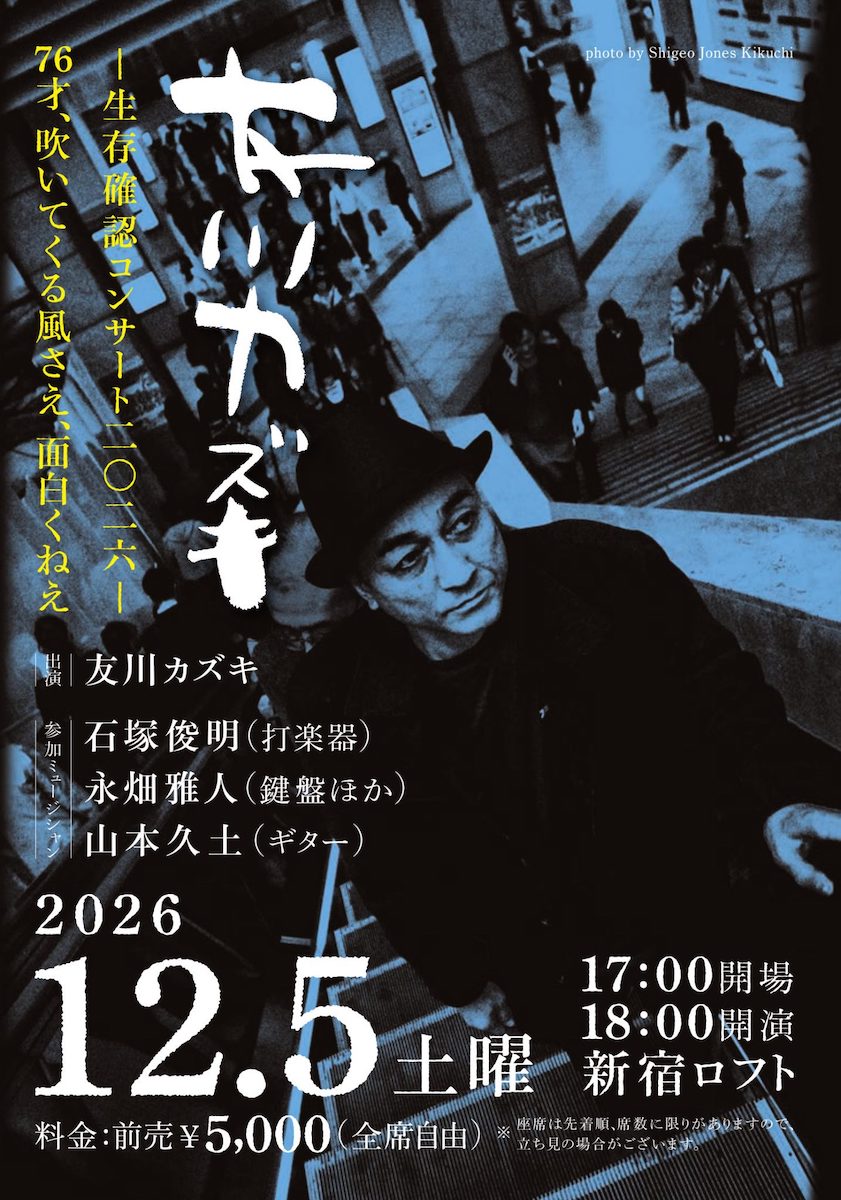 photo by Shigeo Jones Kikuchi
友川カズキ
―生存確認コンサート二〇二六―
76才、吹いてくる風さえ、面白くねえ
出演
友川カズキ
参加ミュージシャン
石塚俊明(打楽器)
永畑雅人(鍵盤ほか)
山本久土(ギター)
2026
12.5土曜
17:00開場
18:00開演
新宿ロフト
料金:前売¥5,000(全席自由)
※座席は先着順、席数に限りがありますので、
立ち見の場合がございます。